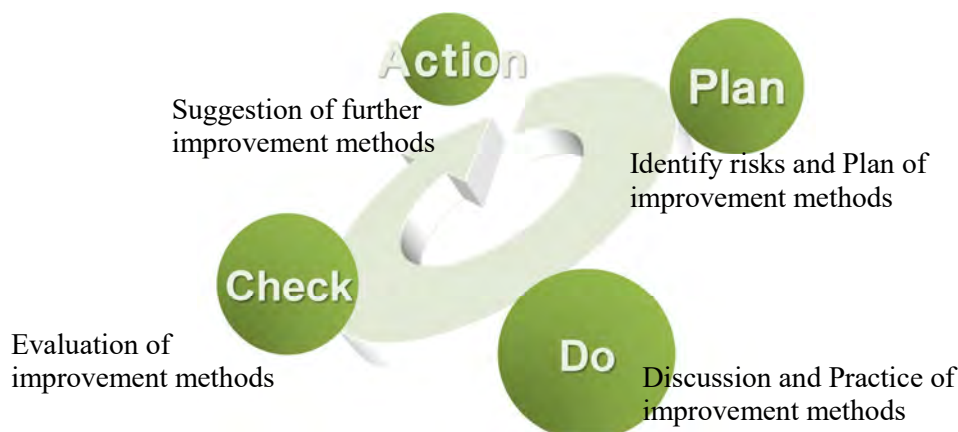 Action
Suggestion of further
improvement methods
Plan
Identify risks and Plan of
improvement methods
Check
Evaluation of
improvement methods
Do
Discussion and Practice of
improvement methods